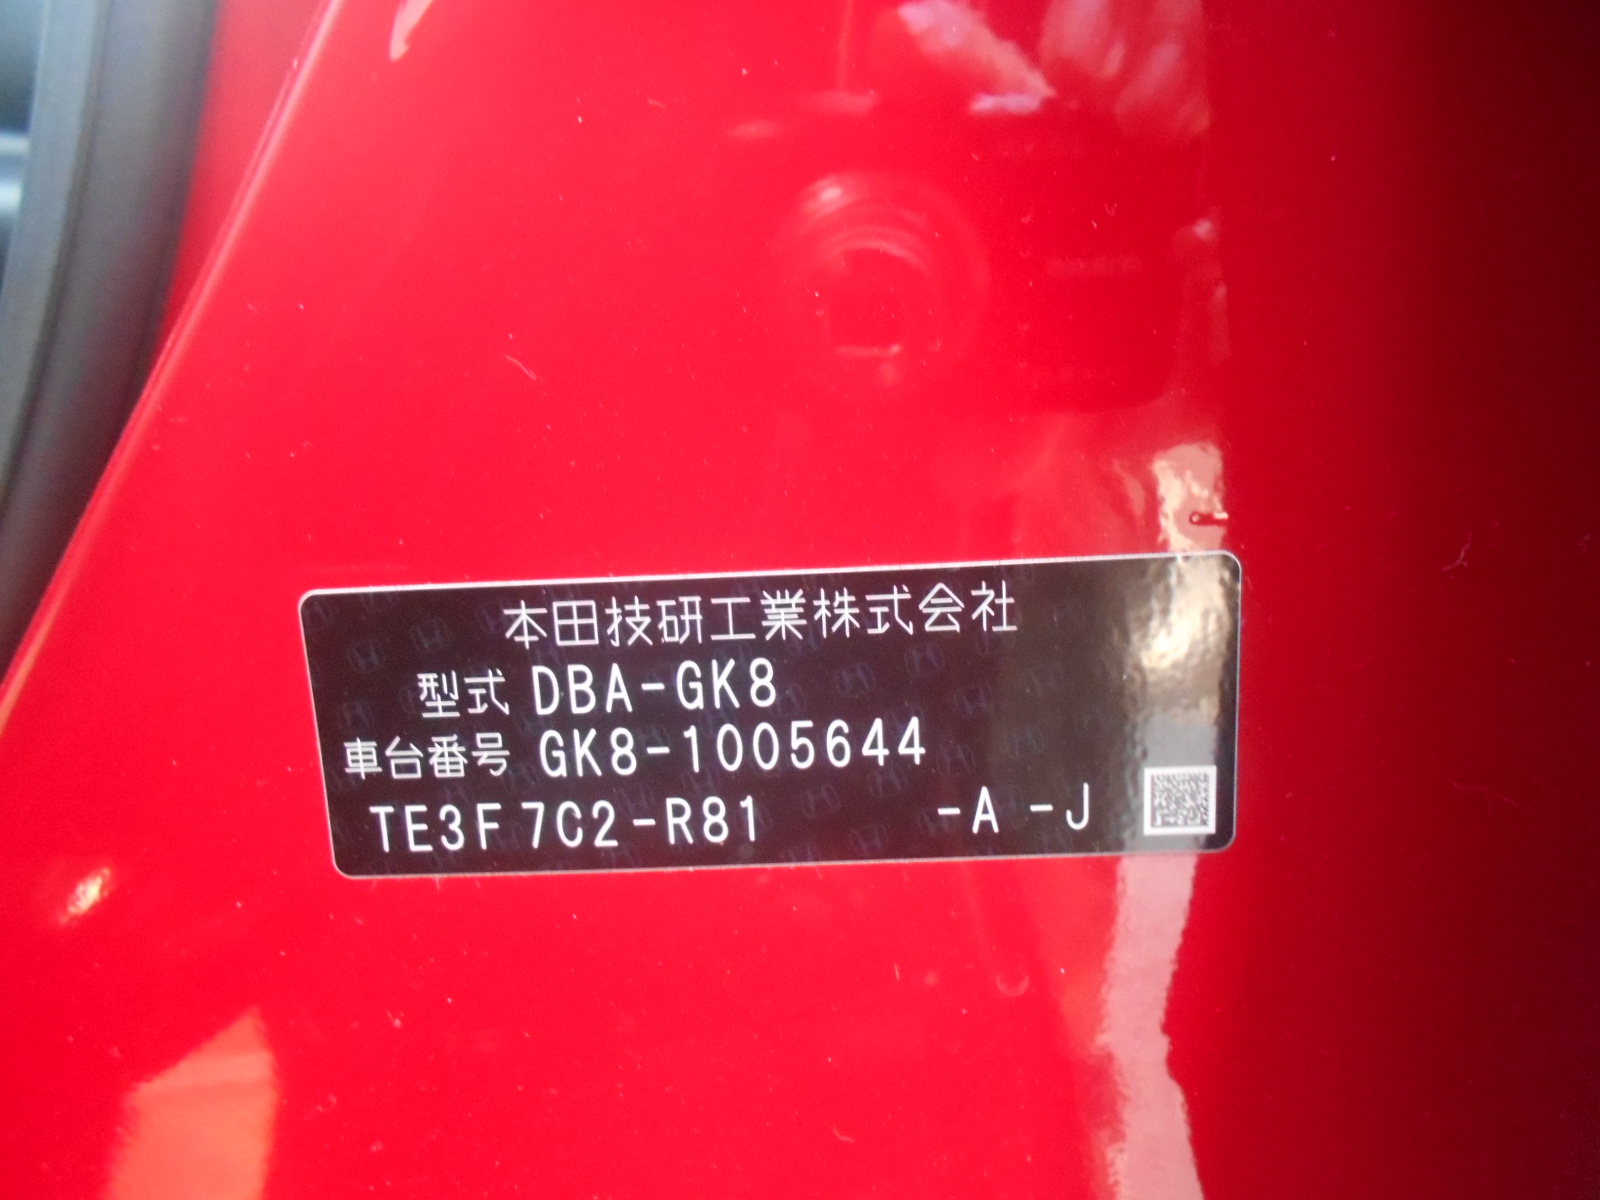 本田技研工業株式会社
型式 DBA-GK8
車台番号 GK8-1005644
TE3F7C2-R81 -A -J